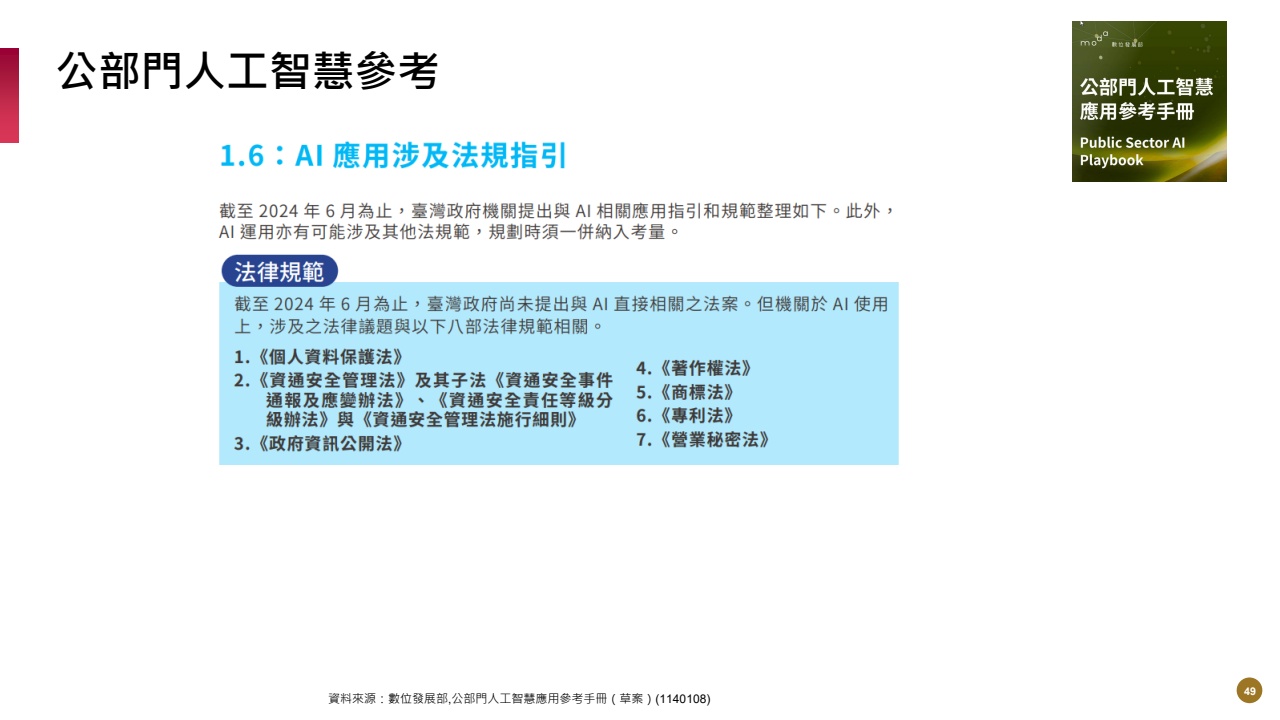 公部門人工智慧參考
moda 數位發展部
公部門人工智慧
應用參考手冊
Public Sector AI
Playbook
1.6：AI 應用涉及法規指引
截至 2024 年 6 月為止，臺灣政府機關提出與 AI 相關應用指引和規範整理如下。此外，
AI 運用亦有可能涉及其他法規範，規劃時須一併納入考量。
法律規範
截至 2024 年 6 月為止，臺灣政府尚未提出與 AI 直接相關之法案。但機關於 AI 使用
上，涉及之法律議題與以下八部法律規範相關。
1.《個人資料保護法》
2.《資通安全管理法》及其子法《資通安全事件
通報及應變辦法》、《資通安全責任等級分
級辦法》與《資通安全管理法施行細則》
3.《政府資訊公開法》
4.《著作權法》
5.《商標法》
6.《專利法》
7.《營業秘密法》
資料來源：數位發展部,公部門人工智慧應用參考手冊（草案）(1140108)
49